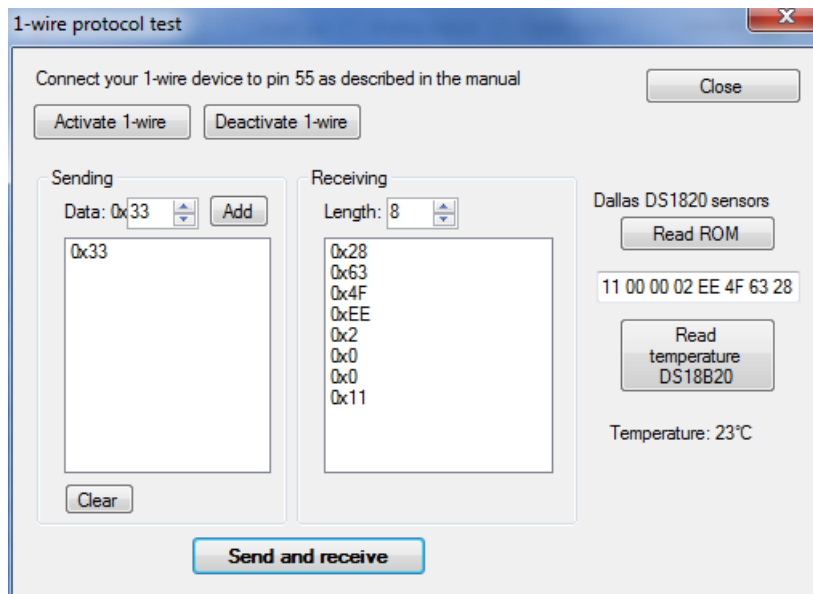 1-wire protocol test
X
Connect your 1-wire device to pin 55 as described in the manual
Close
Activate 1-wire
Deactivate 1-wire
Sending
Data: 0x33
Add
0x33
Clear
Receiving
Length: 8
0x28
0x63
0x4F
0xEE
0x2
0x0
0x0
0x11
Send and receive
Dallas DS1820 sensors
Read ROM
11 00 00 02 EE 4F 63 28
Read
temperature
DS18B20
Temperature: 23°C